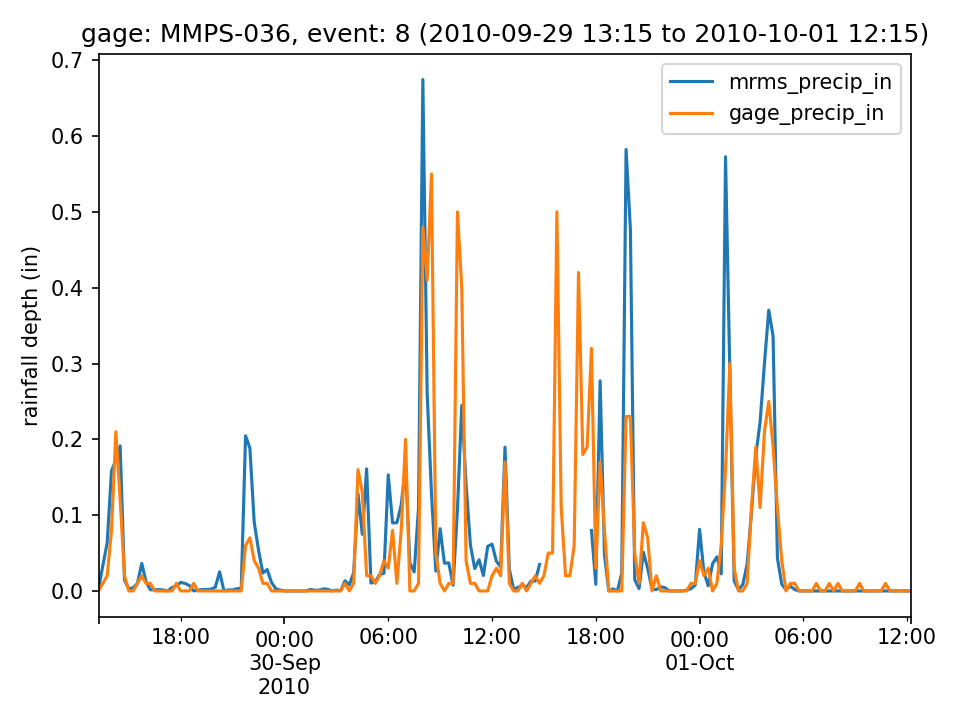 gage: MMPS-036, event: 8 (2010-09-29 13:15 to 2010-10-01 12:15)
0.7
0.6
0.5
0.4
0.3
0.2
0.1
0.0
rainfall depth (in)
mrms_precip_in
gage_precip_in
18:00 00:00 06:00 12:00 18:00 00:00 06:00 12:00
30-Sep 01-Oct
2010